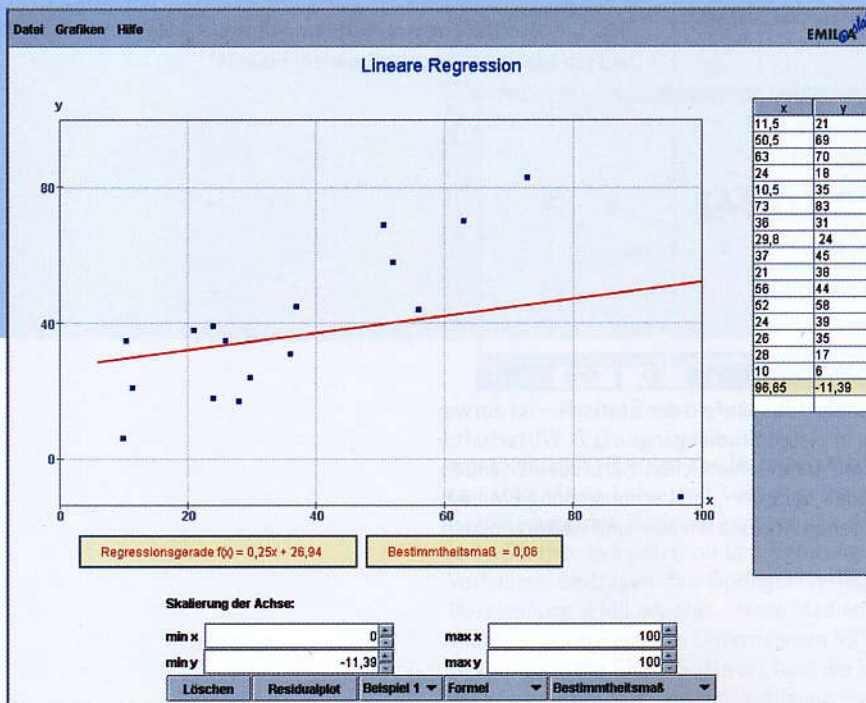 Datei Grafiken Hilfe
EMIL A
Lineare Regression
y
80
40
0
0 20 40 60 80 100
x
x y
11,5 21
50,5 69
63 70
24 18
10,5 35
73 83
36 31
29,8 24
37 45
21 38
56 44
52 58
24 39
26 35
28 17
10 6
96,65 -11,39
Regressionsgerade f(x) = 0,25x + 26,94
Bestimmtheitsmaß = 0,06
Skalierung der Achse:
min x 0 max x 100
min y -11,39 max y 100
Löschen Residualplot Beispiel 1 Formel Bestimmtheitsmaß